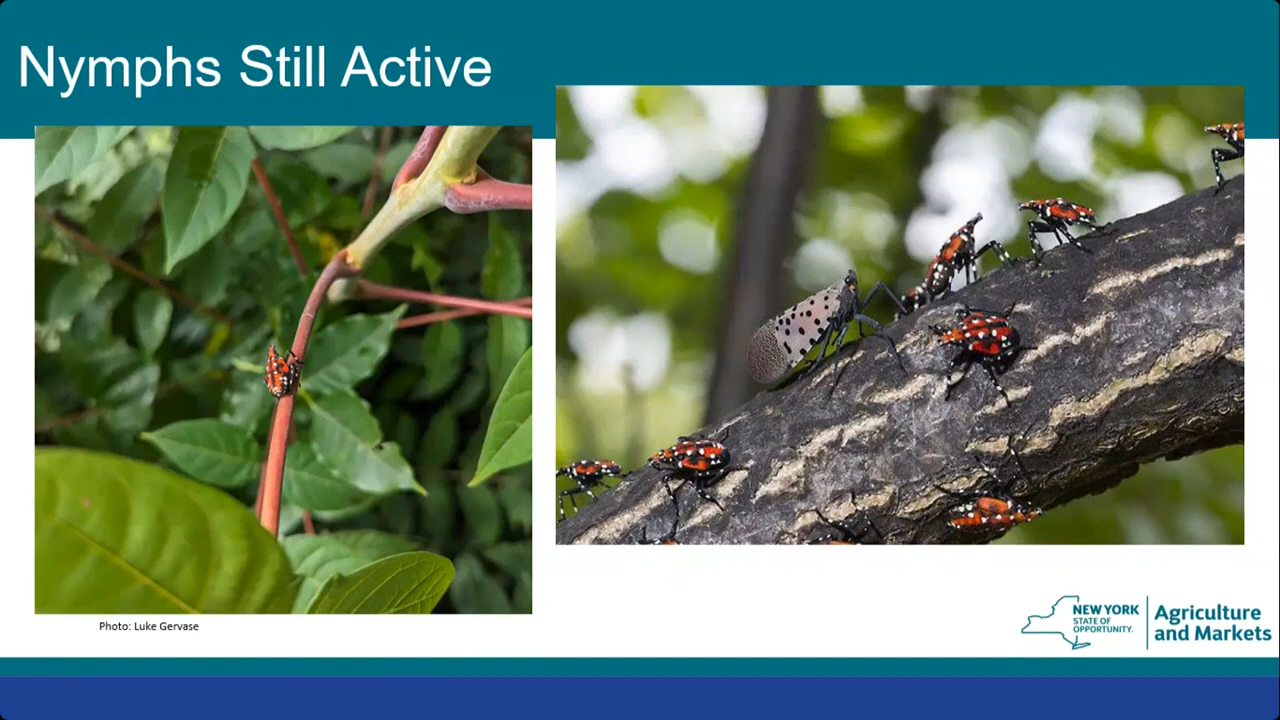 Nymphs Still Active
Photo: Luke Gervase
NEW YORK
STATE OF
OPPORTUNITY.
Agriculture
and Markets